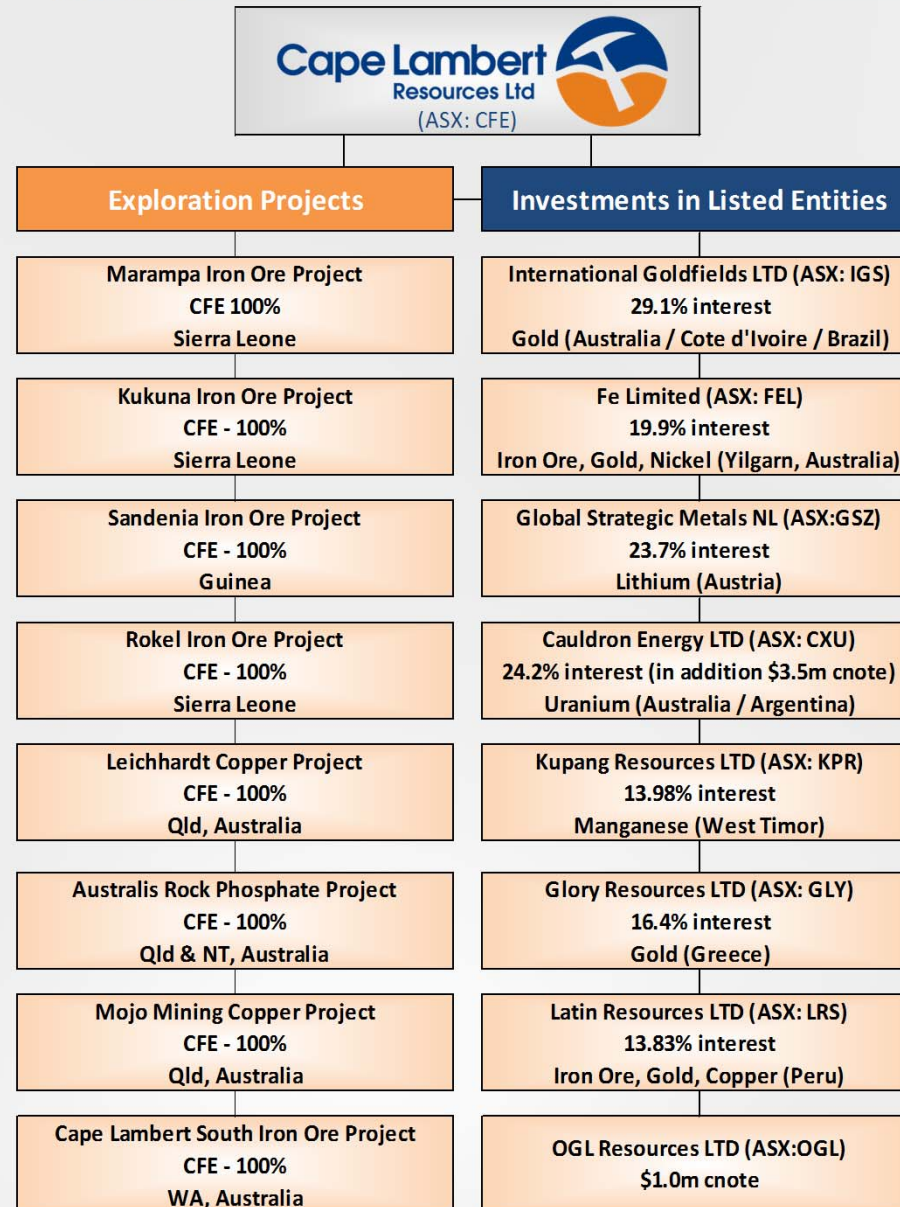 Cape Lambert
Resources Ltd
(ASX: CFE)
Exploration Projects
Marampa Iron Ore Project
CFE 100%
Sierra Leone
Kukuna Iron Ore Project
CFE - 100%
Sierra Leone
Sandenia Iron Ore Project
CFE - 100%
Guinea
Rokel Iron Ore Project
CFE - 100%
Sierra Leone
Leichhardt Copper Project
CFE - 100%
Qld, Australia
Australis Rock Phosphate Project
CFE - 100%
Qld & NT, Australia
Mojo Mining Copper Project
CFE - 100%
Qld, Australia
Cape Lambert South Iron Ore Project
CFE - 100%
WA, Australia
Investments in Listed Entities
International Goldfields LTD (ASX: IGS)
29.1% interest
Gold (Australia / Cote d'Ivoire / Brazil)
Fe Limited (ASX: FEL)
19.9% interest
Iron Ore, Gold, Nickel (Yilgarn, Australia)
Global Strategic Metals NL (ASX:GSZ)
23.7% interest
Lithium (Austria)
Cauldron Energy LTD (ASX: CXU)
24.2% interest (in addition $3.5m cnote)
Uranium (Australia / Argentina)
Kupang Resources LTD (ASX: KPR)
13.98% interest
Manganese (West Timor)
Glory Resources LTD (ASX: GLY)
16.4% interest
Gold (Greece)
Latin Resources LTD (ASX: LRS)
13.83% interest
Iron Ore, Gold, Copper (Peru)
OGL Resources LTD (ASX:OGL)
$1.0m cnote